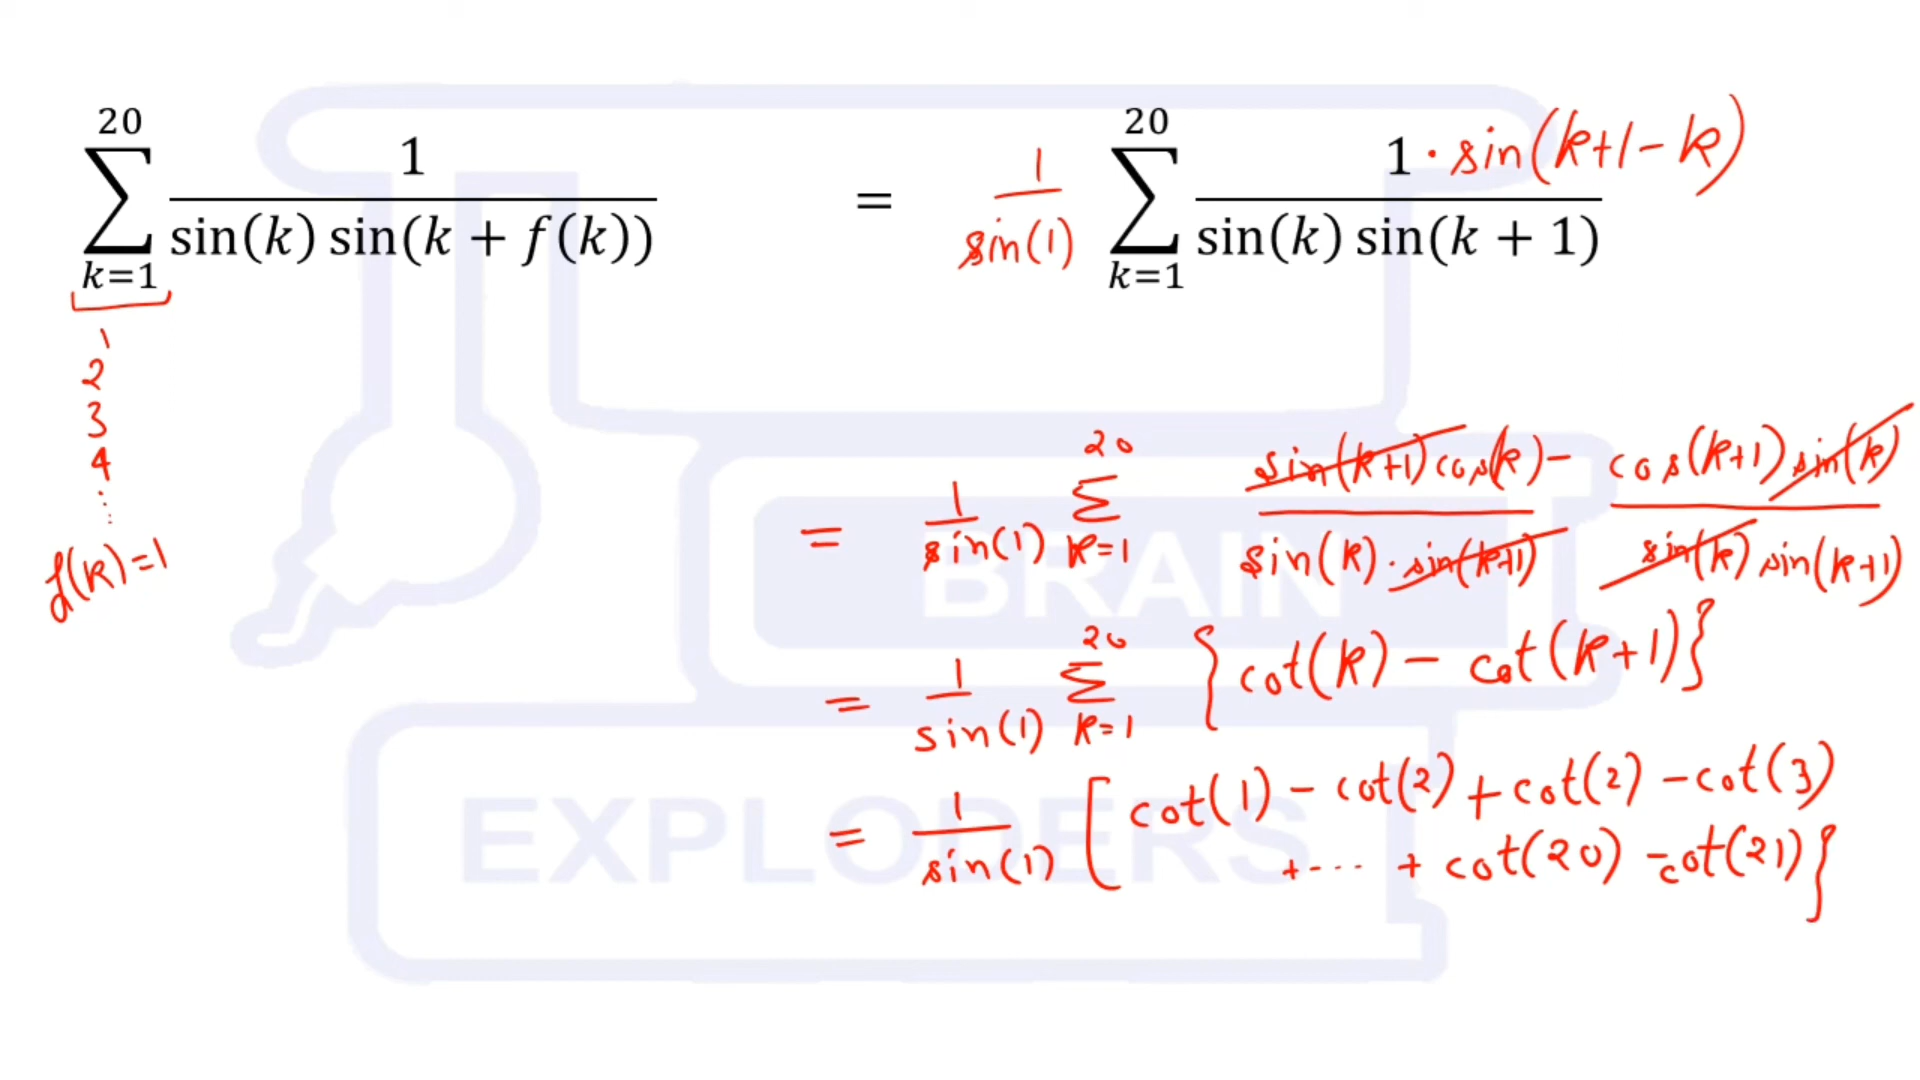 20 1 20 1 · sin(k+1−k)
∑ ――― = 1/sin(1) ∑ ―――
k=1 sin(k) sin(k + f(k)) k=1 sin(k) sin(k + 1)
1
2
3
4
⋮
f(k)=1
= 1/sin(1) 20∑k=1 sin(k+1)cos(k)/sin(k)·sin(k+1) − cos(k+1)sin(k)/sin(k)sin(k+1)
= 1/sin(1) 20∑k=1 {cot(k) − cot(k+1)}
= 1/sin(1) [cot(1) − cot(2) + cot(2) − cot(3)
+ ··· + cot(20) − cot(21)}
BRAIN
EXPLODERS